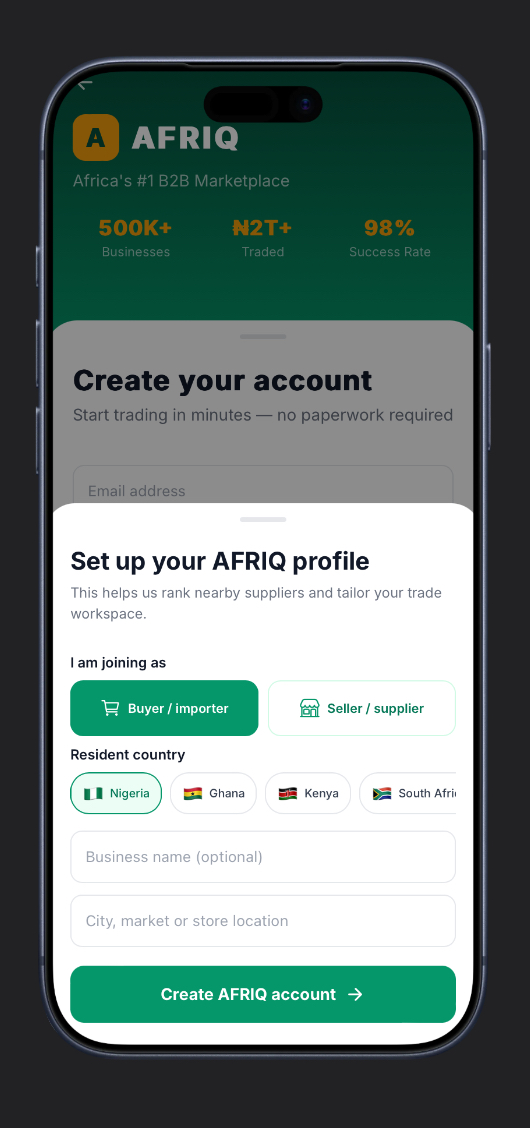 A AFRIQ
Africa's #1 B2B Marketplace
500K+ ₦2T+ 98%
Businesses Traded Success Rate
Create your account
Start trading in minutes — no paperwork required
Email address
Set up your AFRIQ profile
This helps us rank nearby suppliers and tailor your trade
workspace.
I am joining as
Buyer / importer Seller / supplier
Resident country
Nigeria Ghana Kenya South Afric
Business name (optional)
City, market or store location
Create AFRIQ account →